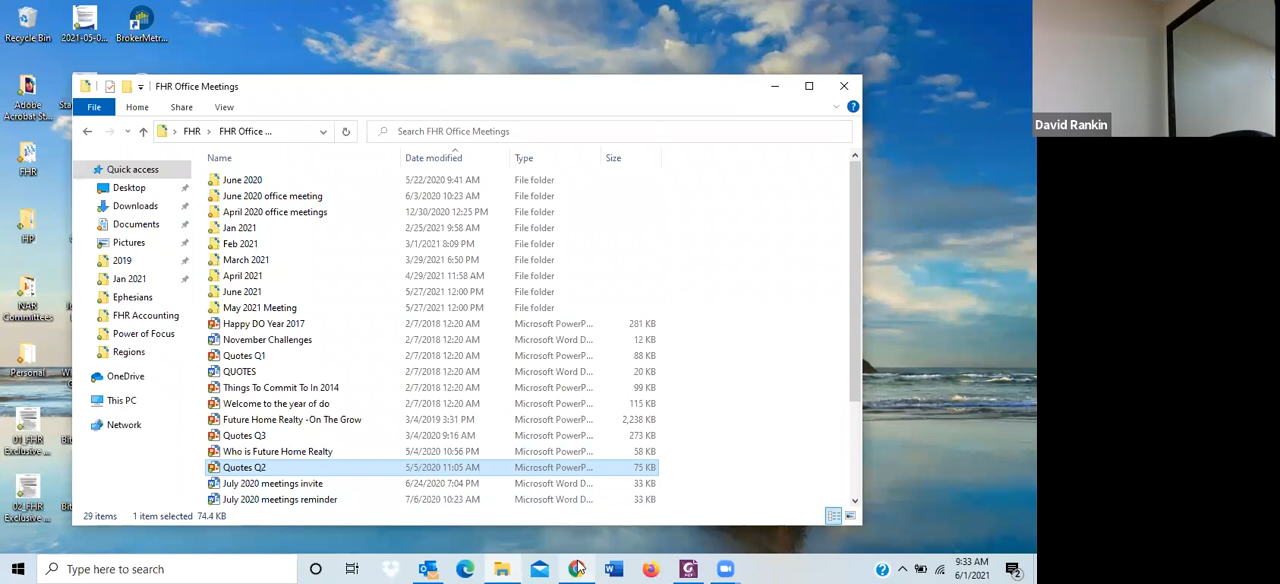 Recycle Bin
2021-05-0...
BrokerMetr...
Adobe
Acrobat St...
FHR
HP
NAR
Committees
Personal
01_FHR
Exclusive ...
02_FHR
Exclusive ...
FHR Office Meetings
File
Home
Share
View
FHR
FHR Office ...
Search FHR Office Meetings
Quick access
Desktop
Downloads
Documents
Pictures
2019
Jan 2021
Ephesians
FHR Accounting
Power of Focus
Regions
OneDrive
This PC
Network
Name Date modified Type Size
June 2020 5/22/2020 9:41 AM File folder
June 2020 office meeting 6/3/2020 10:23 AM File folder
April 2020 office meetings 12/30/2020 12:25 PM File folder
Jan 2021 2/25/2021 9:58 AM File folder
Feb 2021 3/1/2021 8:09 PM File folder
March 2021 3/29/2021 6:50 PM File folder
April 2021 4/29/2021 11:58 AM File folder
June 2021 5/27/2021 12:00 PM File folder
May 2021 Meeting 5/27/2021 12:00 PM File folder
Happy DO Year 2017 2/7/2018 12:20 AM Microsoft PowerP... 281 KB
November Challenges 2/7/2018 12:20 AM Microsoft Word D... 12 KB
Quotes Q1 2/7/2018 12:20 AM Microsoft PowerP... 88 KB
QUOTES 2/7/2018 12:20 AM Microsoft Word D... 20 KB
Things To Commit To In 2014 2/7/2018 12:20 AM Microsoft PowerP... 99 KB
Welcome to the year of do 2/7/2018 12:20 AM Microsoft PowerP... 115 KB
Future Home Realty -On The Grow 3/4/2019 3:31 PM Microsoft PowerP... 2,238 KB
Quotes Q3 3/4/2020 9:16 AM Microsoft PowerP... 273 KB
Who is Future Home Realty 5/4/2020 10:56 PM Microsoft PowerP... 58 KB
Quotes Q2 5/5/2020 11:05 AM Microsoft PowerP... 75 KB
July 2020 meetings invite 6/24/2020 7:04 PM Microsoft Word D... 33 KB
July 2020 meetings reminder 7/6/2020 10:23 AM Microsoft Word D... 33 KB
29 items 1 item selected 74.4 KB
David Rankin
Type here to search
9:33 AM
6/1/2021
2